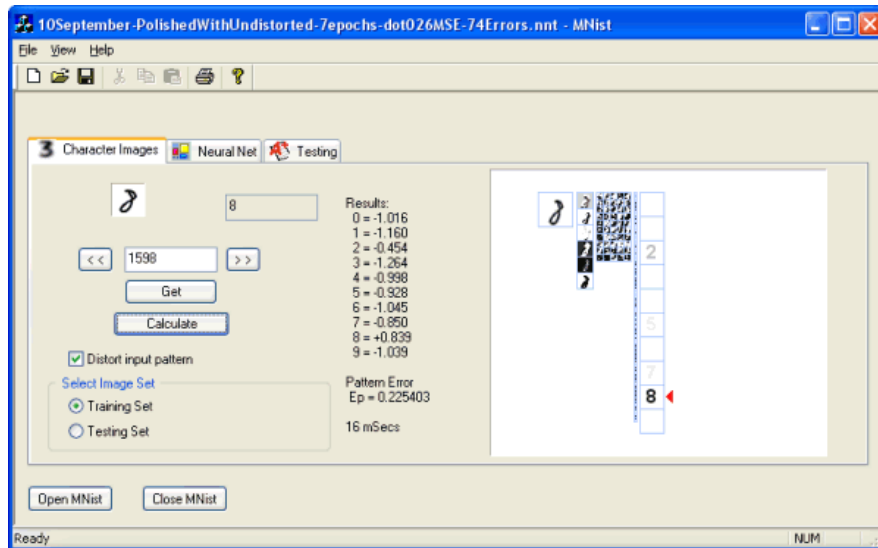 10September-PolishedWithUndistorted-7epochs-dot026MSE-74Errors.nnt - MNist
File View Help
Character Images Neural Net Testing
8
<< 1598 >>
Get
Calculate
Distort input pattern
Select Image Set
Training Set
Testing Set
Results:
0 = -1.016
1 = -1.160
2 = -0.454
3 = -1.264
4 = -0.998
5 = -0.928
6 = -1.045
7 = -0.850
8 = +0.839
9 = -1.039
Pattern Error
Ep = 0.225403
16 mSecs
8
2
5
7
8
Open MNist Close MNist
Ready NUM